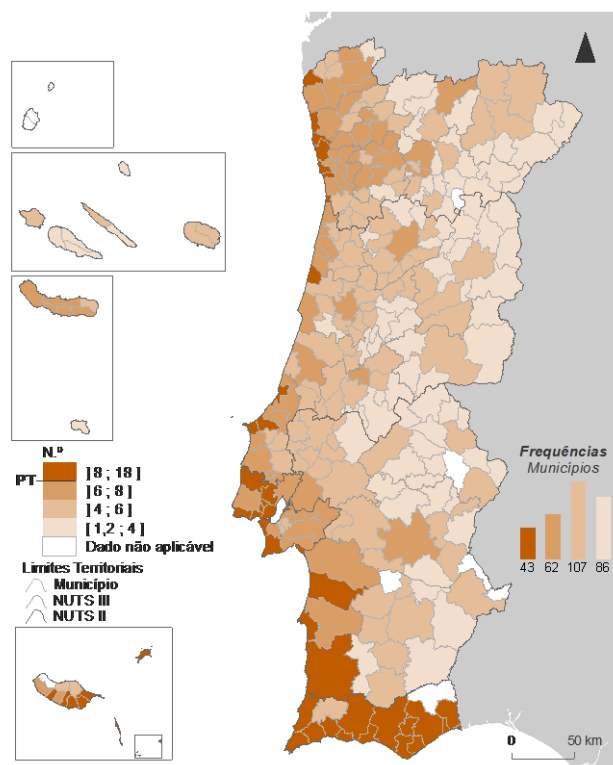 N.º
PT
] 8 ; 18 ]
] 6 ; 8 ]
] 4 ; 6 ]
[ 1,2 ; 4 ]
Dado não aplicável
Limites Territoriais
Município
NUTS III
NUTS II
Frequências
Municípios
43 62 107 86
0 50 km